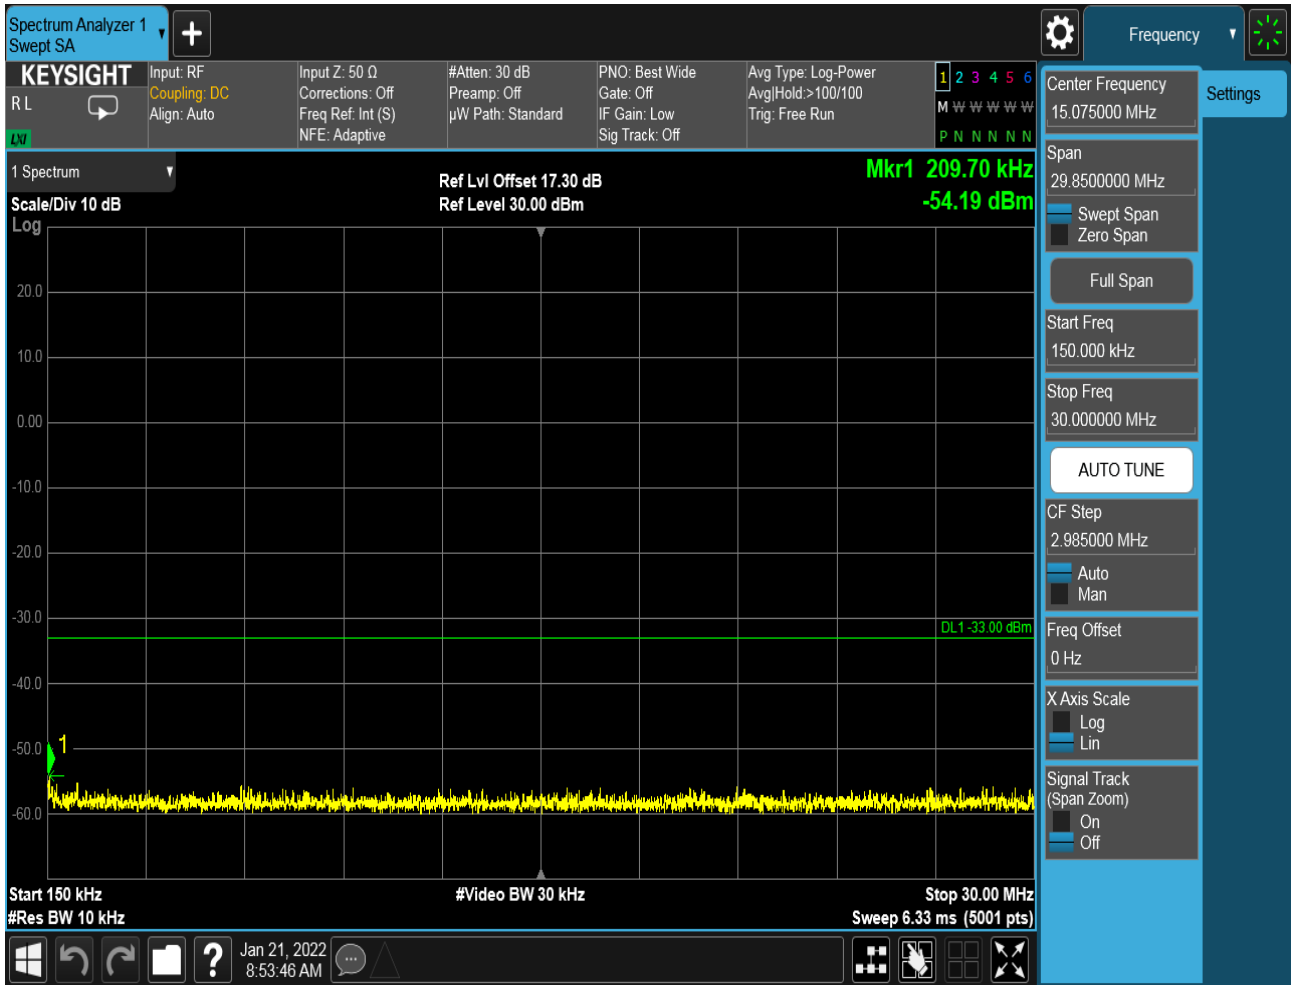 Spectrum Analyzer 1
Swept SA
Frequency
KEYSIGHT
R L
LXI
Input: RF
Coupling: DC
Align: Auto
Input Z: 50 Ω
Corrections: Off
Freq Ref: Int (S)
NFE: Adaptive
#Atten: 30 dB
Preamp: Off
µW Path: Standard
PNO: Best Wide
Gate: Off
IF Gain: Low
Sig Track: Off
Avg Type: Log-Power
Avg|Hold:>100/100
Trig: Free Run
1 2 3 4 5 6
M W W W W W
P N N N N N
1 Spectrum
Scale/Div 10 dB
Ref Lvl Offset 17.30 dB
Ref Level 30.00 dBm
Mkr1 209.70 kHz
-54.19 dBm
Log
20.0
10.0
0.00
-10.0
-20.0
-30.0
DL1 -33.00 dBm
-40.0
-50.0
1
-60.0
Start 150 kHz
#Video BW 30 kHz
Stop 30.00 MHz
#Res BW 10 kHz
Sweep 6.33 ms (5001 pts)
Center Frequency
15.075000 MHz
Settings
Span
29.8500000 MHz
Swept Span
Zero Span
Full Span
Start Freq
150.000 kHz
Stop Freq
30.000000 MHz
AUTO TUNE
CF Step
2.985000 MHz
Auto
Man
Freq Offset
0 Hz
X Axis Scale
Log
Lin
Signal Track
(Span Zoom)
On
Off
?
Jan 21, 2022
8:53:46 AM